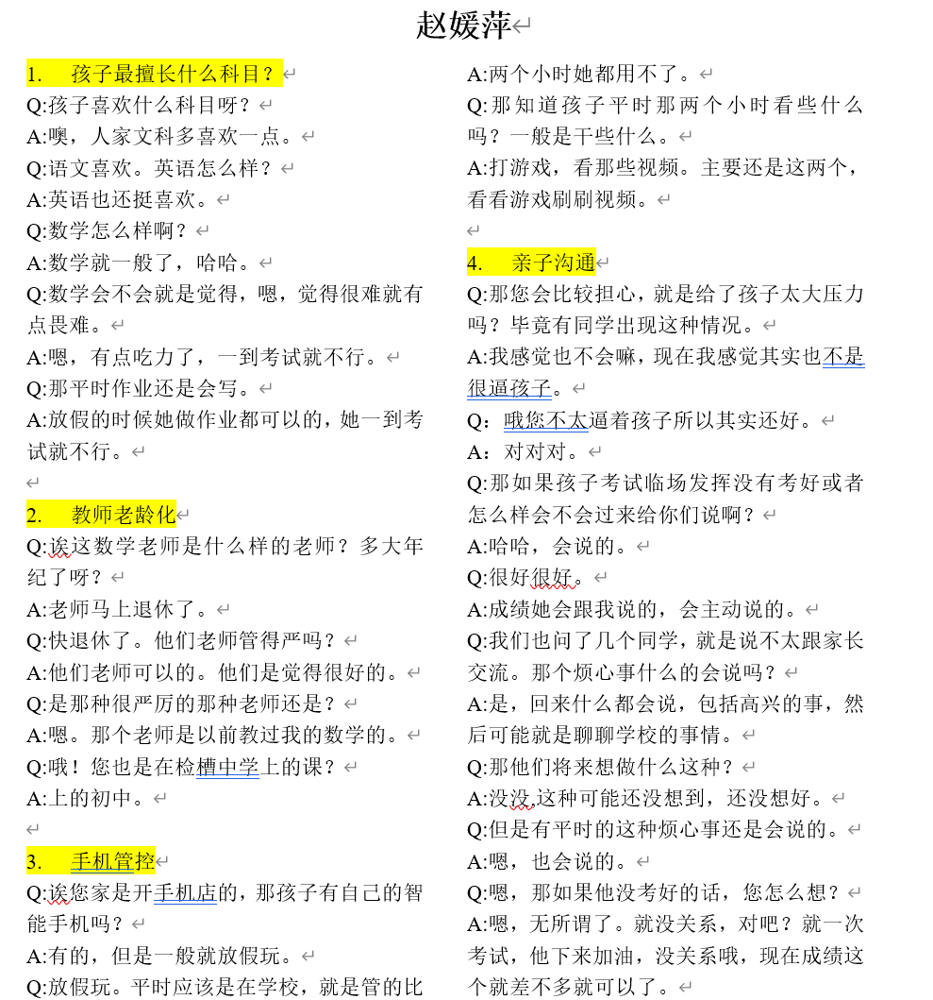 赵媛萍
1. 孩子最擅长什么科目？
Q:孩子喜欢什么科目呀？
A:噢，人家文科多喜欢一点。
Q:语文喜欢。英语怎么样？
A:英语也还挺喜欢。
Q:数学怎么样啊？
A:数学就一般了，哈哈。
Q:数学会不会就是觉得，嗯，觉得很难就有
点畏难。
A:嗯，有点吃力了，一到考试就不行。
Q:那平时作业还是会写。
A:放假的时候她做作业都可以的，她一到考
试就不行。
2. 教师老龄化
Q:诶这数学老师是什么样的老师？多大年
纪了呀？
A:老师马上退休了。
Q:快退休了。他们老师管得严吗？
A:他们老师可以的。他们是觉得很好的。
Q:是那种很严厉的那种老师还是？
A:嗯。那个老师是以前教过我的数学的。
Q:哦！您也是在检槽中学上的课？
A:上的初中。
3. 手机管控
Q:诶您家是开手机店的，那孩子有自己的智
能手机吗？
A:有的，但是一般就放假玩。
Q:放假玩。平时应该是在学校，就是管的比
A:两个小时她都用不了。
Q:那知道孩子平时那两个小时看些什么
吗？一般是干些什么。
A:打游戏，看那些视频。主要还是这两个，
看看游戏刷刷视频。
4. 亲子沟通
Q:那您会比较担心，就是给了孩子太大压力
吗？毕竟有同学出现这种情况。
A:我感觉也不会嘛，现在我感觉其实也不是
很逼孩子。
Q：哦您不太逼着孩子所以其实还好。
A：对对对。
Q:那如果孩子考试临场发挥没有考好或者
怎么样会不会过来给你们说啊？
A:哈哈，会说的。
Q:很好很好。
A:成绩她会跟我说的，会主动说的。
Q:我们也问了几个同学，就是说不太跟家长
交流。那个烦心事什么的会说吗？
A:是，回来什么都会说，包括高兴的事，然
后可能就是聊聊学校的事情。
Q:那他们将来想做什么这种？
A:没没,这种可能还没想到，还没想好。
Q:但是有平时的这种烦心事还是会说的。
A:嗯，也会说的。
Q:嗯，那如果他没考好的话，您怎么想？
A:嗯，无所谓了。就没关系，对吧？就一次
考试，他下来加油，没关系哦，现在成绩这
个就差不多就可以了。